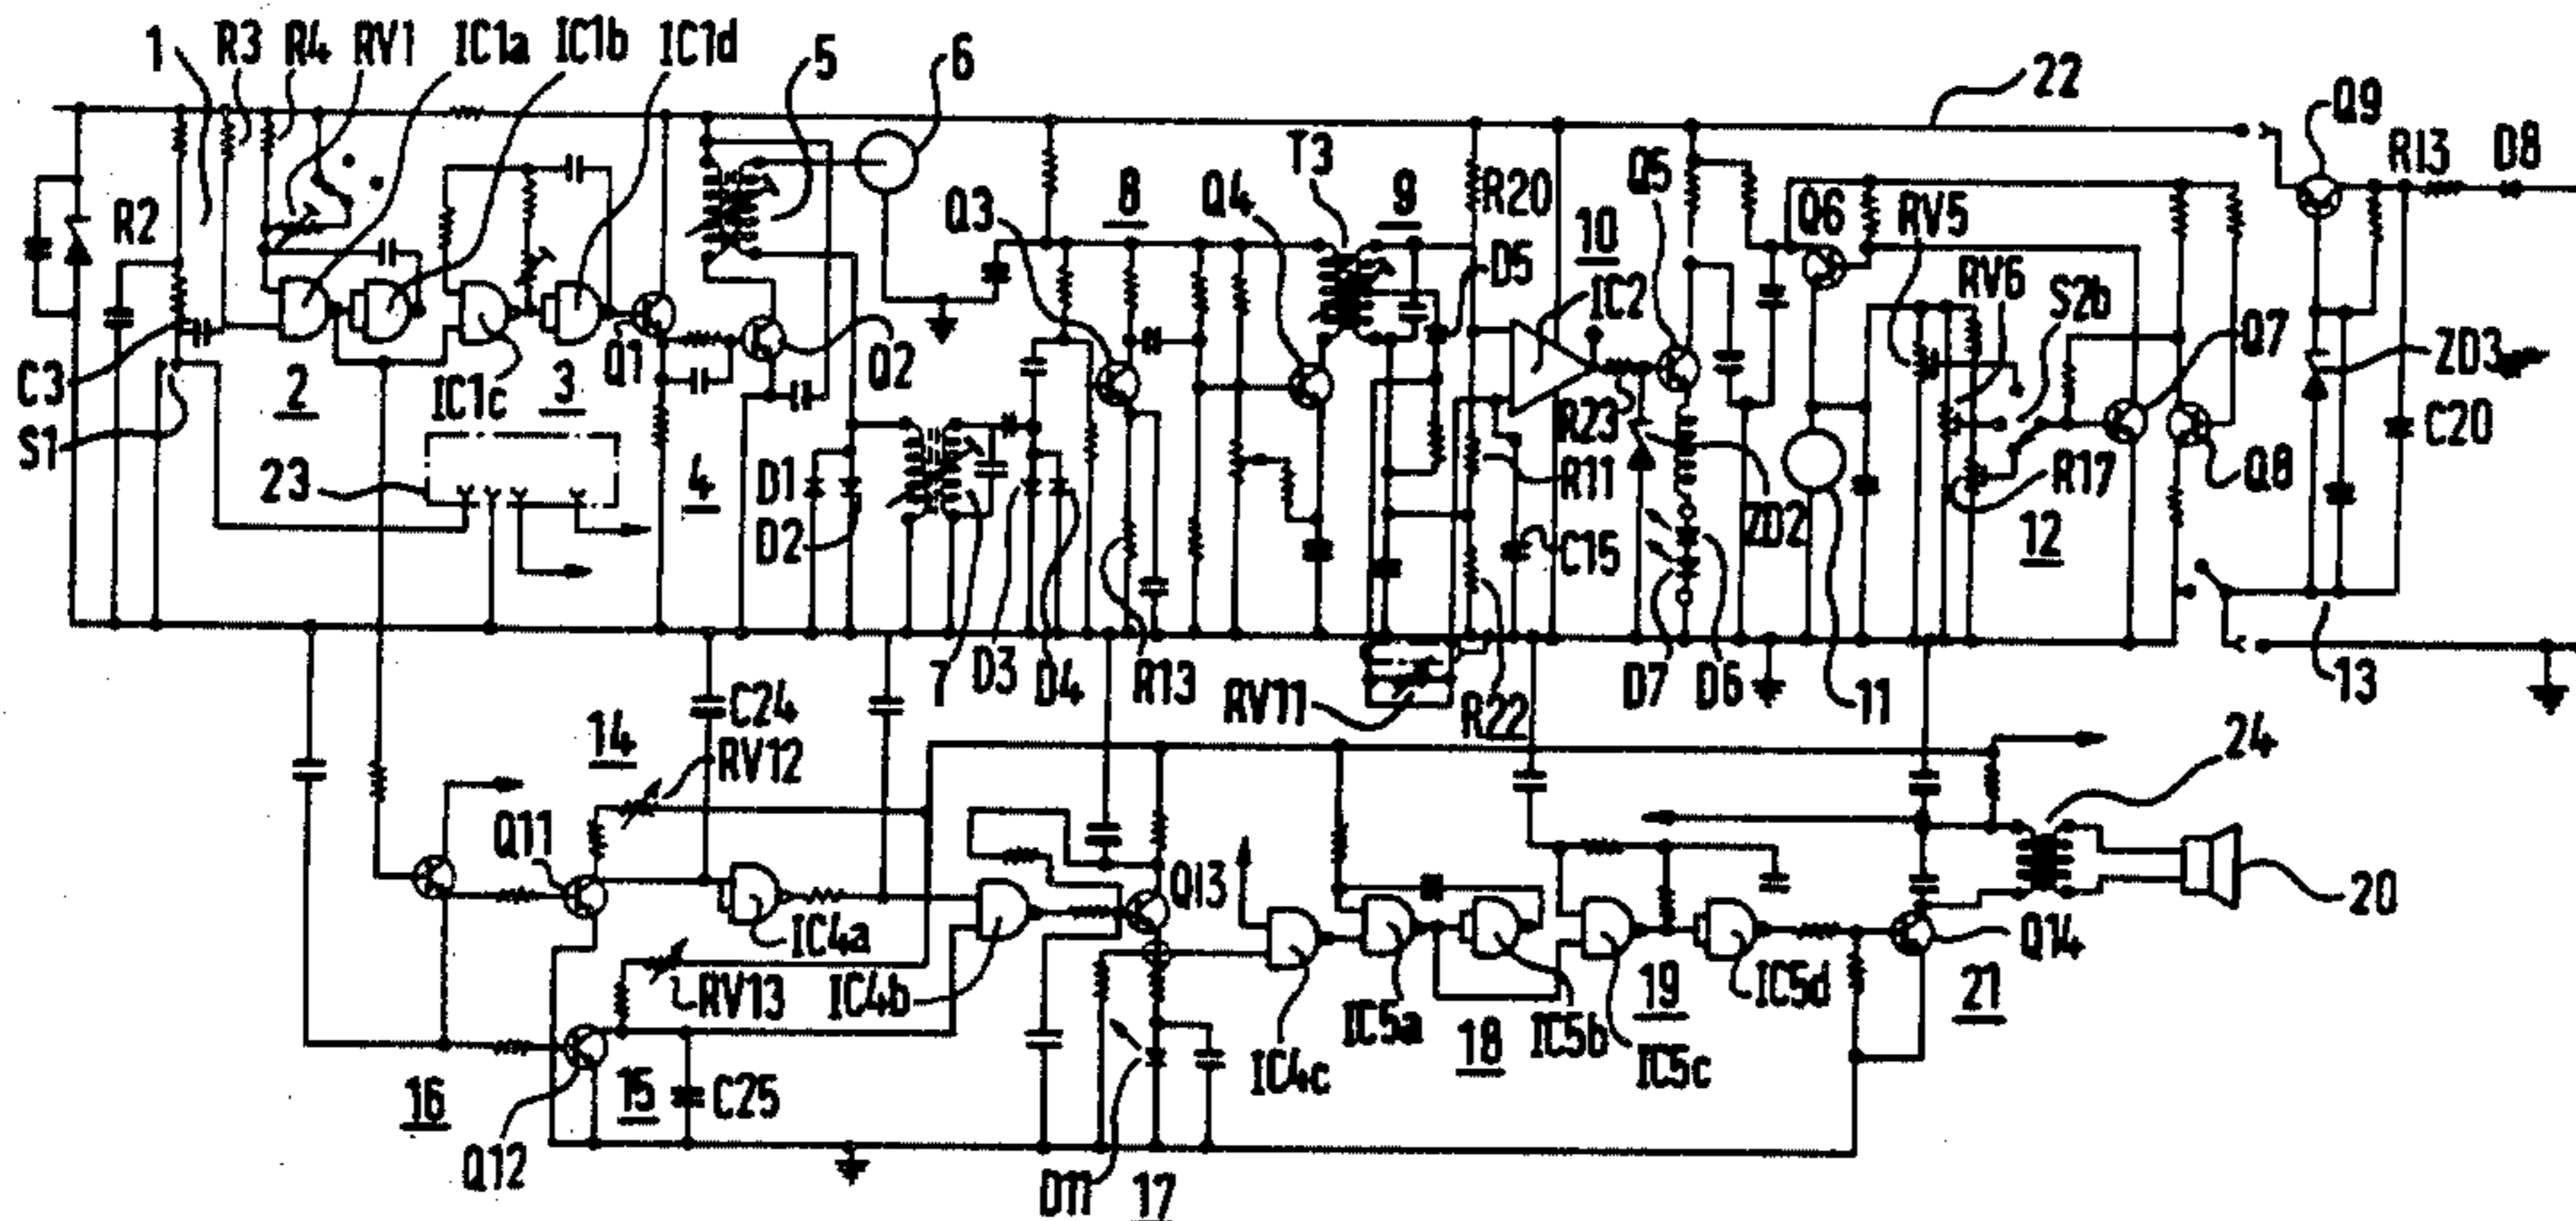 1 R3 R4 RV1 IC1a IC1b IC1d 5 6 22 Q9
R13 D8
T3
R2 Q3 8 Q4 9 R20 Q5 Q6 RV5
10
D5 RV6 S2b
IC2
C3 2 IC1c 3 Q1 Q2 Q7 ZD3
S1 R23 C20
23 4 D1 R11 R17 Q8
D2 ZD2 12
C15
7 D3 D4 R13 RV11 R22 D7 D6 11 13
C24
14 RV12 24
Q11 Q13 20
IC4a Q14
RV13 IC4b 19 IC5d 21
IC5a 18 IC5b IC5c
16 15 C25 IC4c
Q12
D11 17